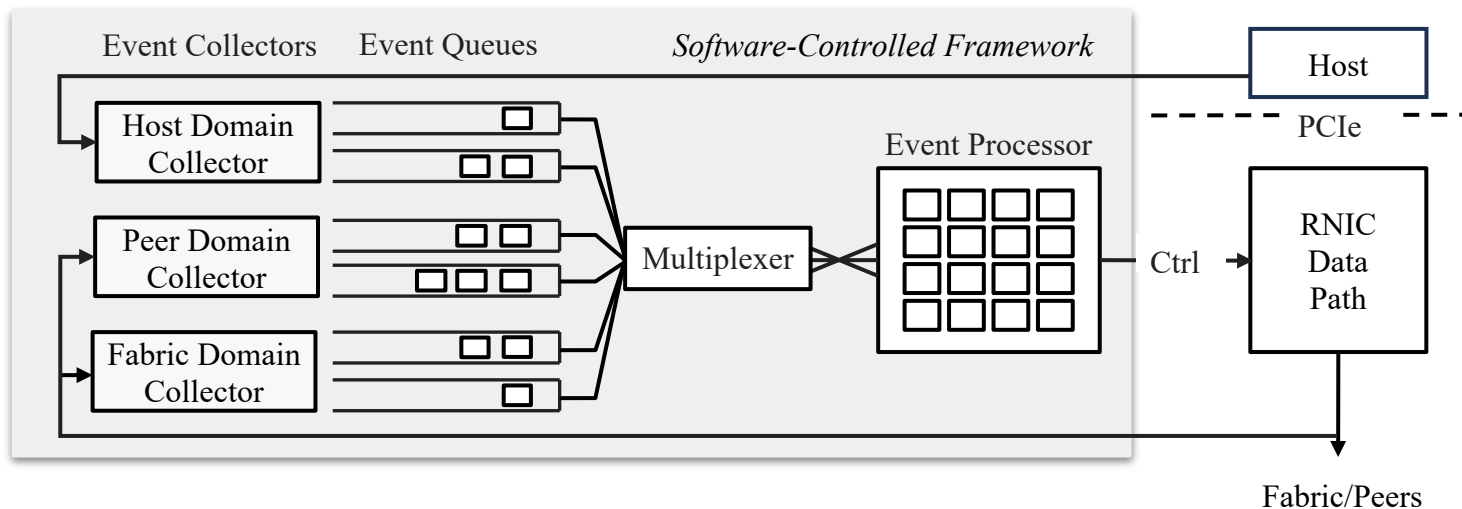 Event Collectors
Event Queues
Software-Controlled Framework
Host
Host Domain
Collector
PCIe
Event Processor
Peer Domain
Collector
Multiplexer
Ctrl
RNIC
Data
Path
Fabric Domain
Collector
Fabric/Peers